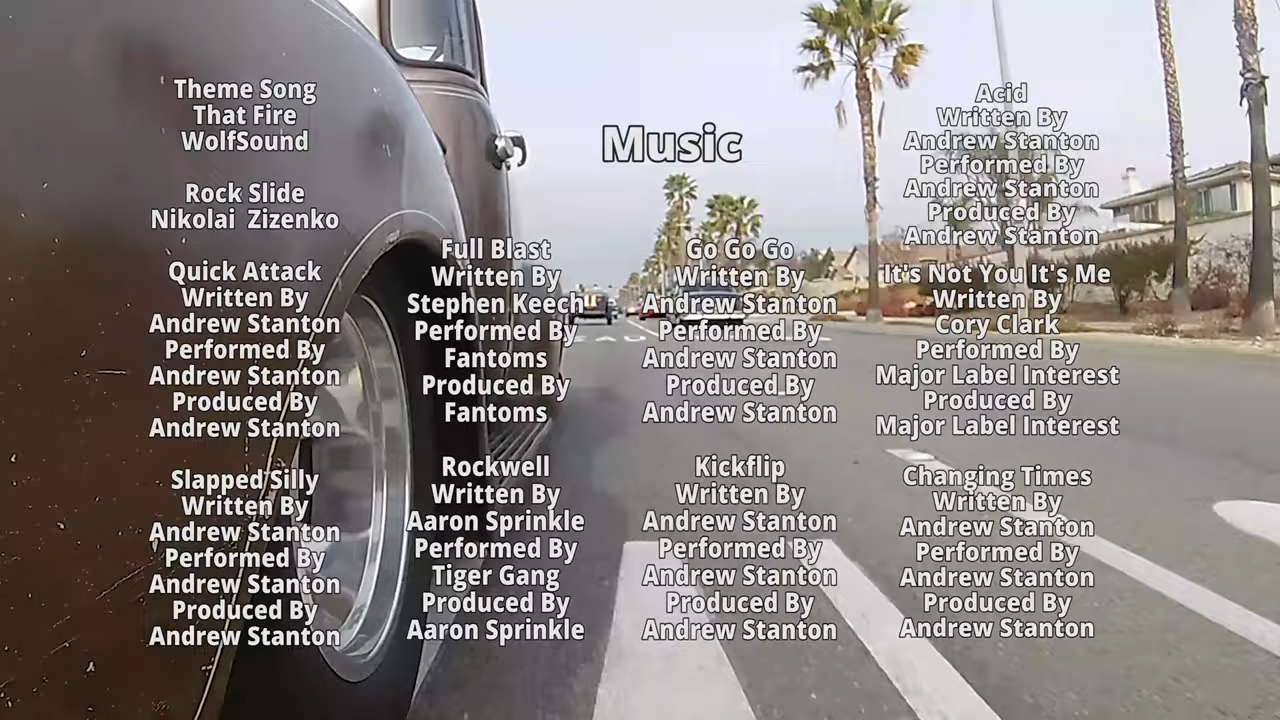 Music
Theme Song
That Fire
WolfSound
Rock Slide
Nikolai Zizenko
Quick Attack
Written By
Andrew Stanton
Performed By
Andrew Stanton
Produced By
Andrew Stanton
Slapped Silly
Written By
Andrew Stanton
Performed By
Andrew Stanton
Produced By
Andrew Stanton
Full Blast
Written By
Stephen Keech
Performed By
Fantoms
Produced By
Fantoms
Rockwell
Written By
Aaron Sprinkle
Performed By
Tiger Gang
Produced By
Aaron Sprinkle
Go Go Go
Written By
Andrew Stanton
Performed By
Andrew Stanton
Produced By
Andrew Stanton
Kickflip
Written By
Andrew Stanton
Performed By
Andrew Stanton
Produced By
Andrew Stanton
Acid
Written By
Andrew Stanton
Performed By
Andrew Stanton
Produced By
Andrew Stanton
It's Not You It's Me
Written By
Cory Clark
Performed By
Major Label Interest
Produced By
Major Label Interest
Changing Times
Written By
Andrew Stanton
Performed By
Andrew Stanton
Produced By
Andrew Stanton